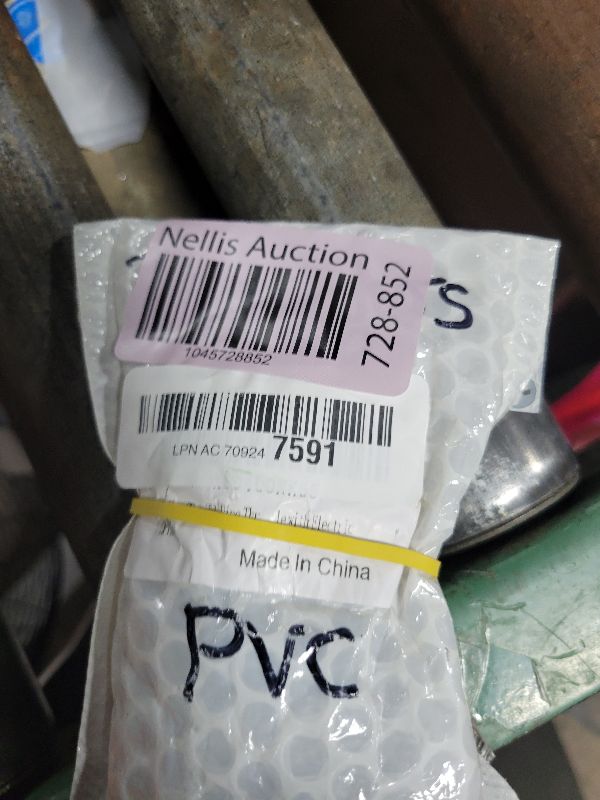 Nellis Auction
1045728852
728-852
LPN AC 70924 7591
Made In China
PVC